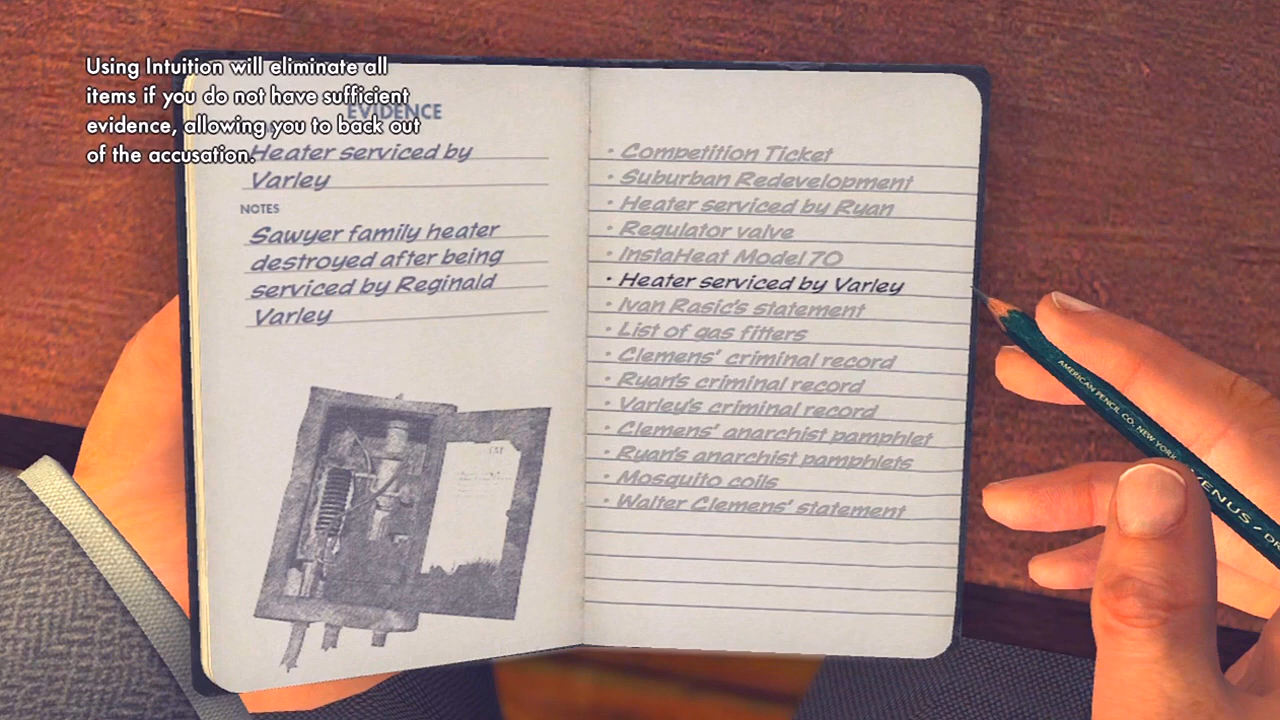 Using Intuition will eliminate all
items if you do not have sufficient
evidence, allowing you to back out
of the accusation.
EVIDENCE
Heater serviced by
Varley
NOTES
Sawyer family heater
destroyed after being
serviced by Reginald
Varley
• Competition Ticket
• Suburban Redevelopment
• Heater serviced by Ryan
• Regulator valve
• InstaHeat Model 70
• Heater serviced by Varley
• Ivan Rasic's statement
• List of gas fitters
• Clemens' criminal record
• Ryan's criminal record
• Varley's criminal record
• Clemens' anarchist pamphlet
• Ryan's anarchist pamphlets
• Mosquito coils
• Walter Clemens' statement
AMERICAN PENCIL CO. NEW YORK
VENUS / DR